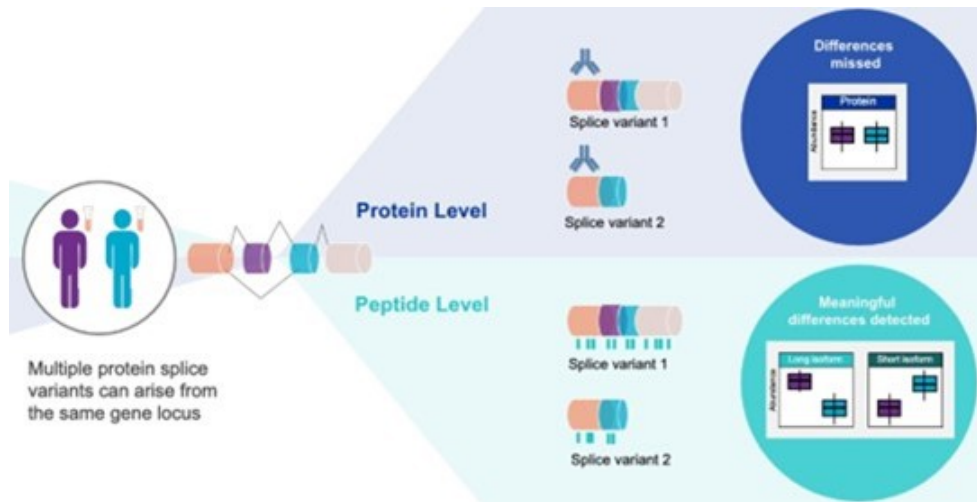 Multiple protein splice
variants can arise from
the same gene locus
Protein Level
Splice variant 1
Splice variant 2
Differences
missed
Protein
Abundance
Peptide Level
Splice variant 1
Splice variant 2
Meaningful
differences detected
Long isoform
Short isoform
Abundance